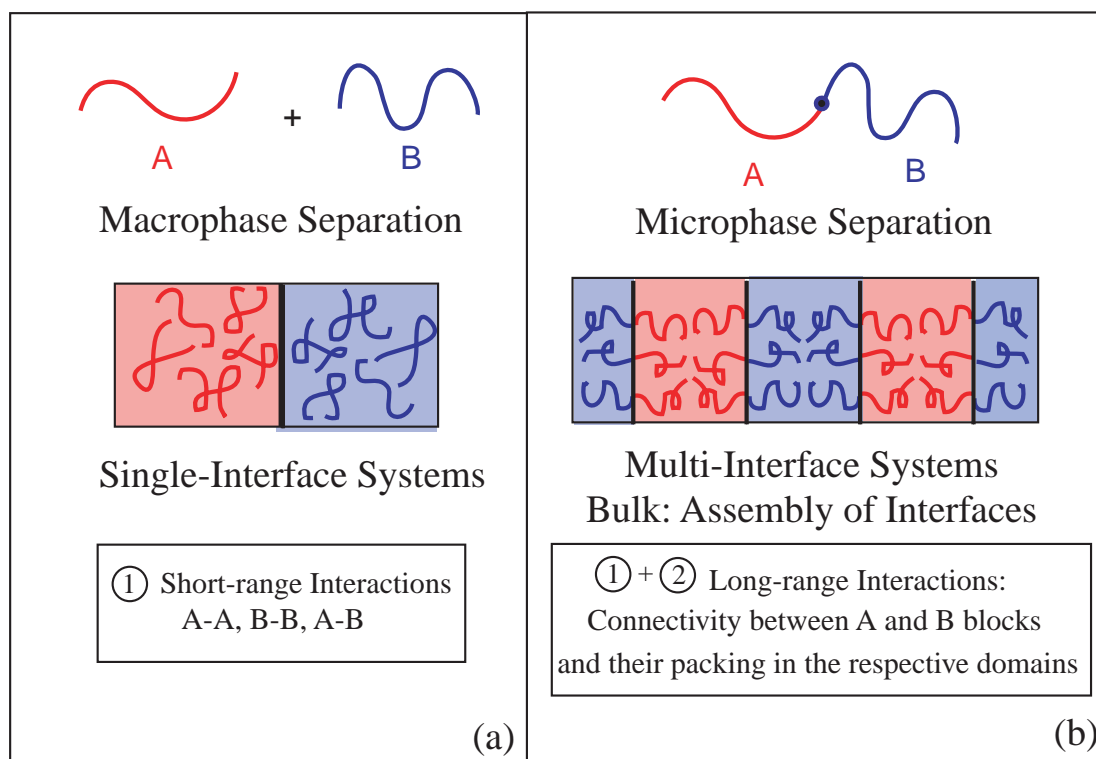 +
A
B
Macrophase Separation
Single-Interface Systems
1 Short-range Interactions
A-A, B-B, A-B
(a)
A
B
Microphase Separation
Multi-Interface Systems
Bulk: Assembly of Interfaces
1 + 2 Long-range Interactions:
Connectivity between A and B blocks
and their packing in the respective domains
(b)